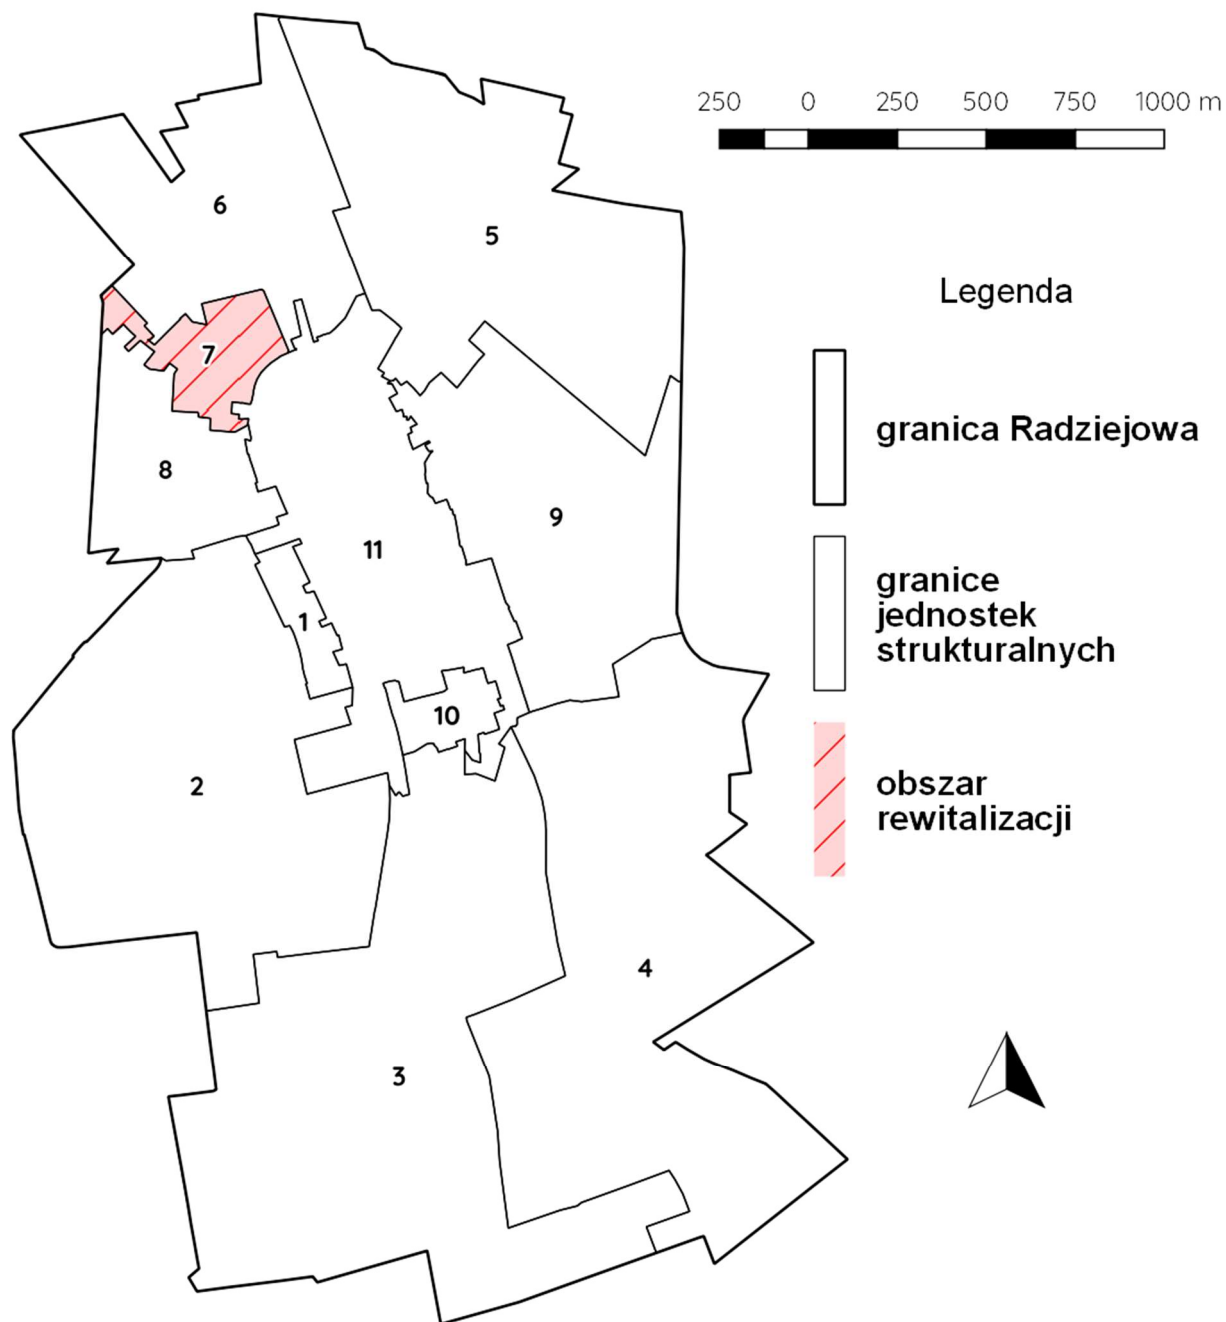 250 0 250 500 750 1000 m
6
5
Legenda
7
granica Radziejowa
8
9
11
granice
jednostek
strukturalnych
1
10
2
obszar
rewitalizacji
4
3